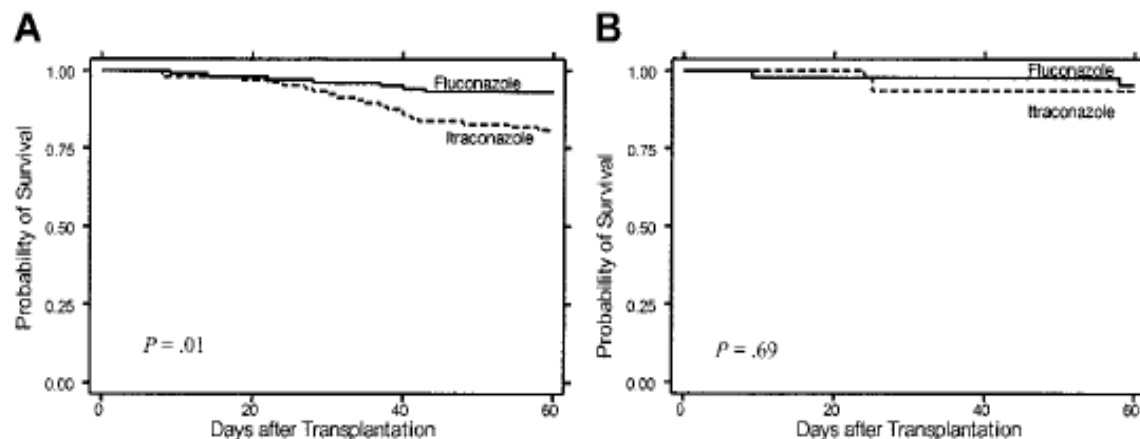 A
Probability of Survival
1.00
0.75
0.50
0.25
0.00
Fluconazole
Itraconazole
P = .01
0
20
40
60
Days after Transplantation
B
Probability of Survival
1.00
0.75
0.50
0.25
0.00
Fluconazole
Itraconazole
P = .69
0
20
40
60
Days after Transplantation